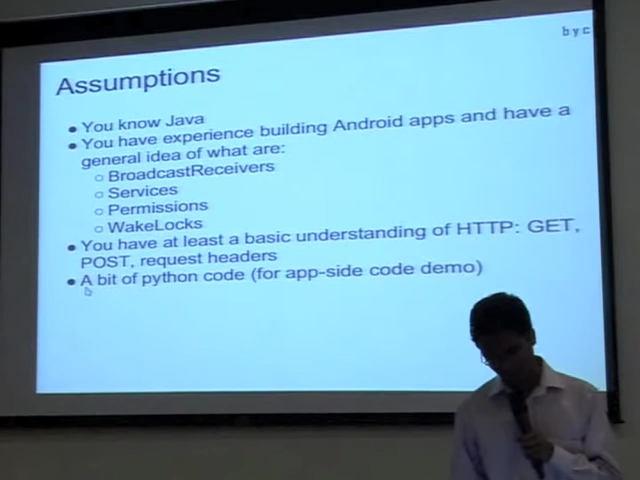 byc
Assumptions
● You know Java
● You have experience building Android apps and have a
general idea of what are:
○ BroadcastReceivers
○ Services
○ Permissions
○ WakeLocks
● You have at least a basic understanding of HTTP: GET,
POST, request headers
● A bit of python code (for app-side code demo)